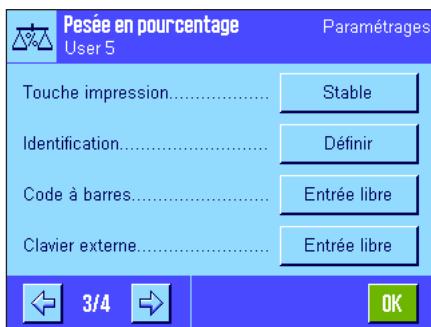 Pesée en pourcentage Paramétrages
User 5
Touche impression................... Stable
Identification........................... Définir
Code à barres......................... Entrée libre
Clavier externe........................ Entrée libre
3/4 OK